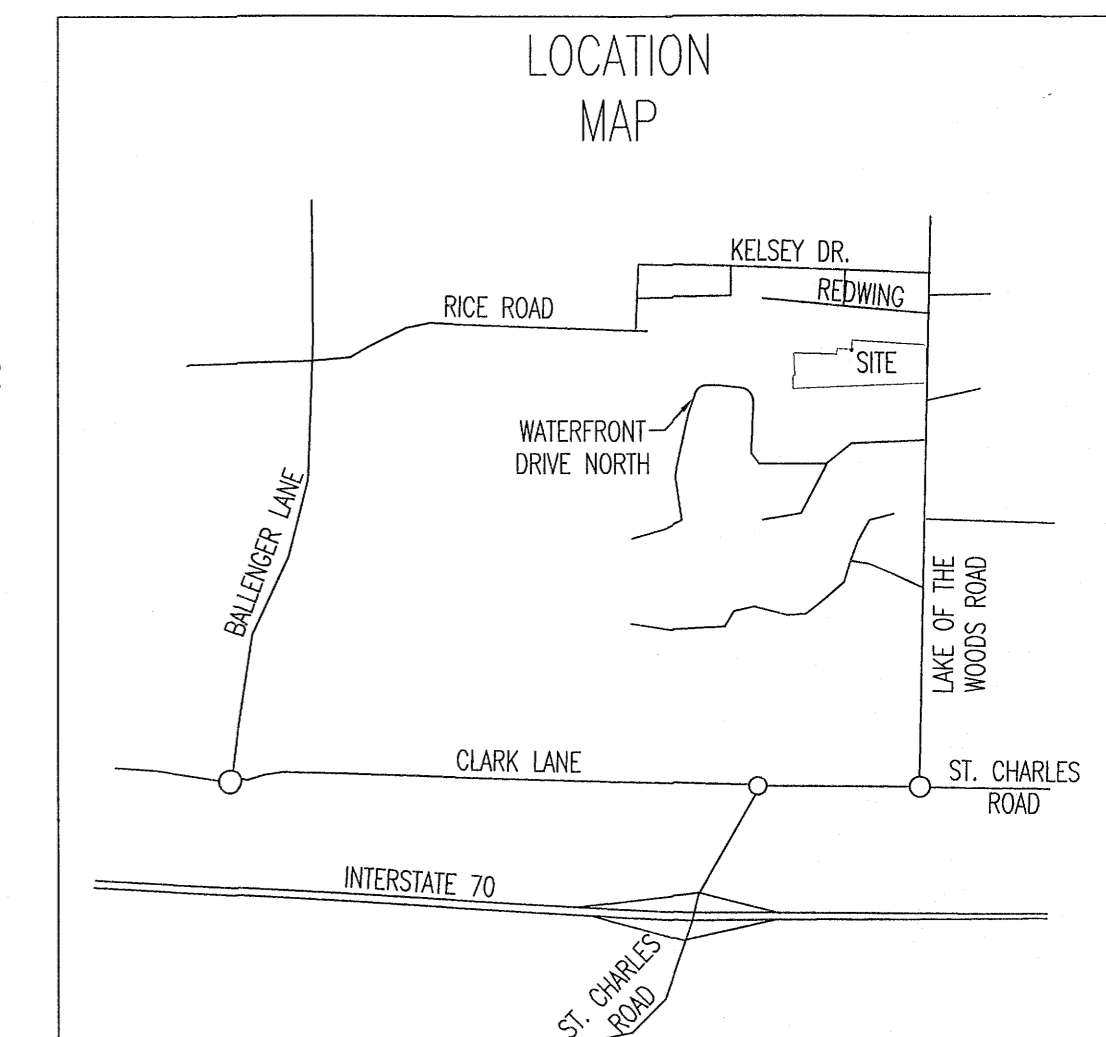 LOCATION
MAP
KELSEY DR.
REDWING
RICE ROAD
SITE
WATERFRONT
DRIVE NORTH
BALLENGER LANE
LAKE OF THE
WOODS ROAD
CLARK LANE
ST. CHARLES
ROAD
INTERSTATE 70
ST. CHARLES
ROAD